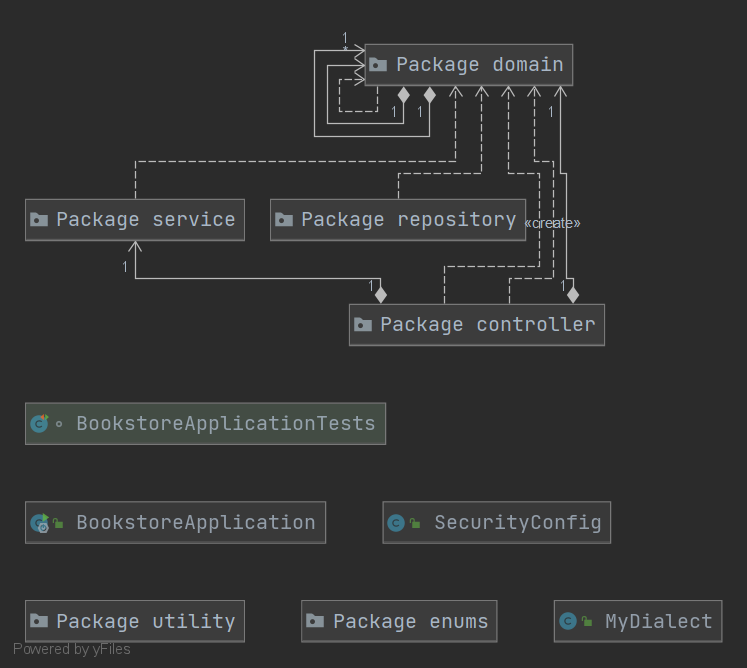 1
*
Package domain
1
1
1
Package service
Package repository
«create»
1
1
1
Package controller
BookstoreApplicationTests
BookstoreApplication
SecurityConfig
Package utility
Package enums
MyDialect
Powered by yFiles